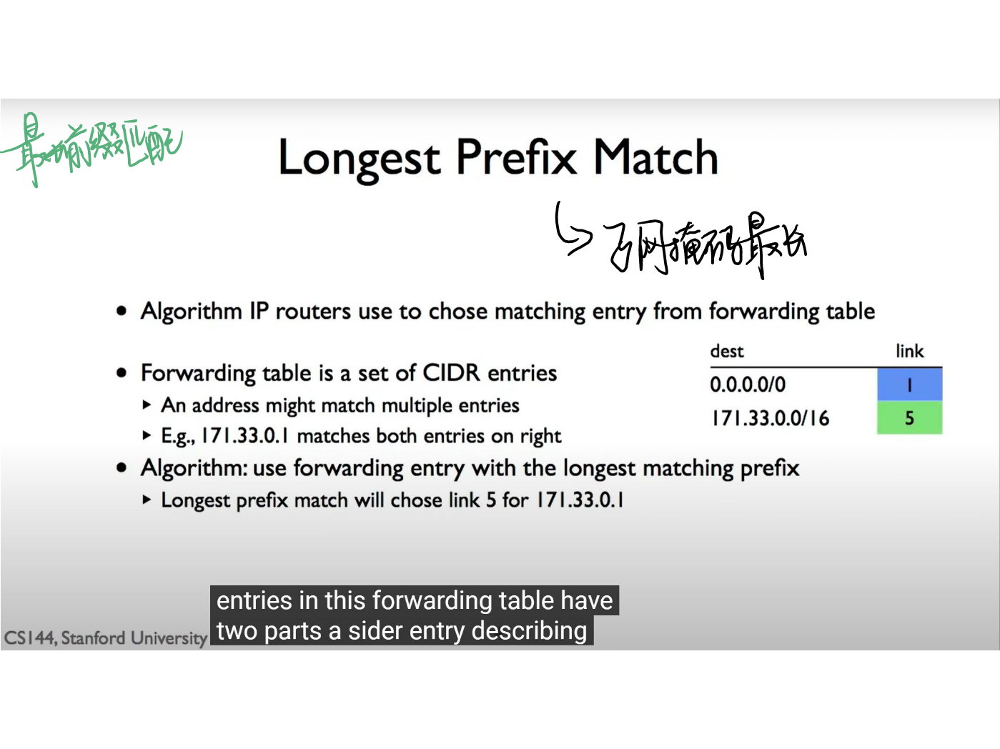 最长前缀匹配
Longest Prefix Match
子网掩码最长
• Algorithm IP routers use to chose matching entry from forwarding table
• Forwarding table is a set of CIDR entries
‣ An address might match multiple entries
‣ E.g., 171.33.0.1 matches both entries on right
dest link
0.0.0.0/0 1
171.33.0.0/16 5
• Algorithm: use forwarding entry with the longest matching prefix
‣ Longest prefix match will chose link 5 for 171.33.0.1
entries in this forwarding table have
two parts a sider entry describing
CS144, Stanford University